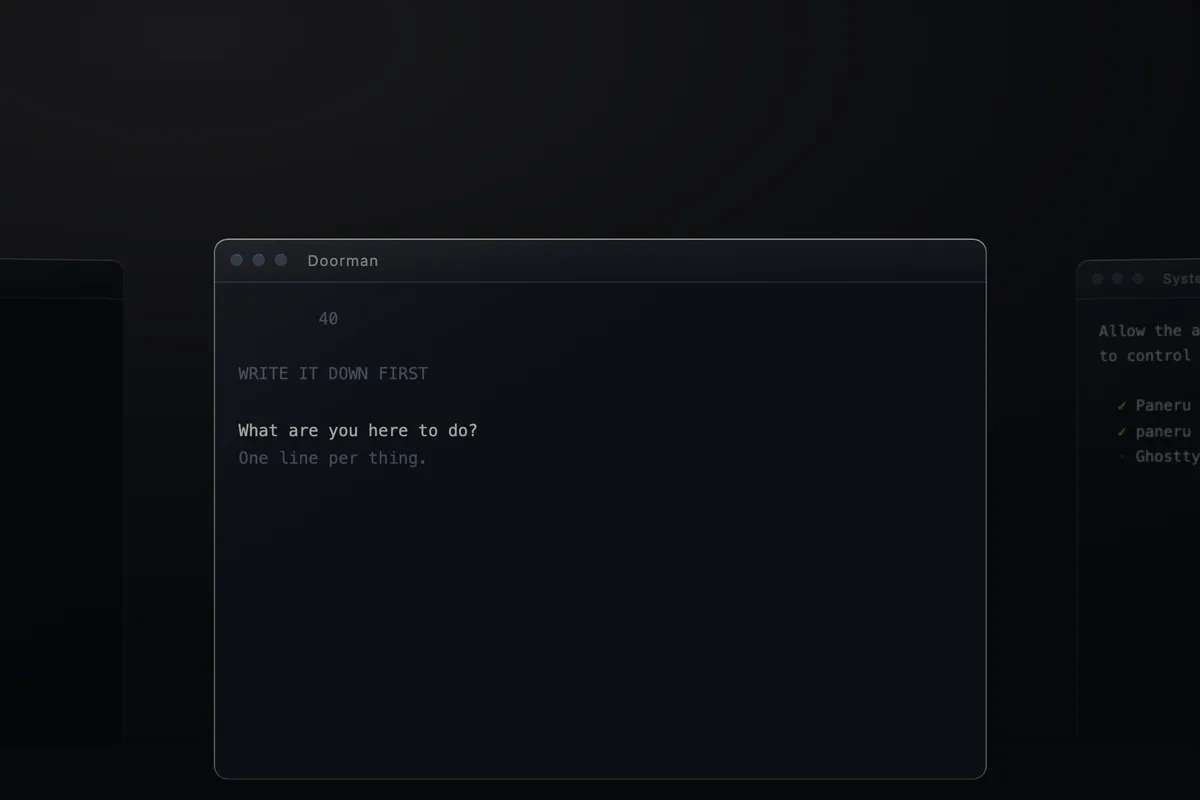 Doorman
40
WRITE IT DOWN FIRST
What are you here to do?
One line per thing.
Allow the
to control
✓ Paneru
✓ paneru
· Ghostty